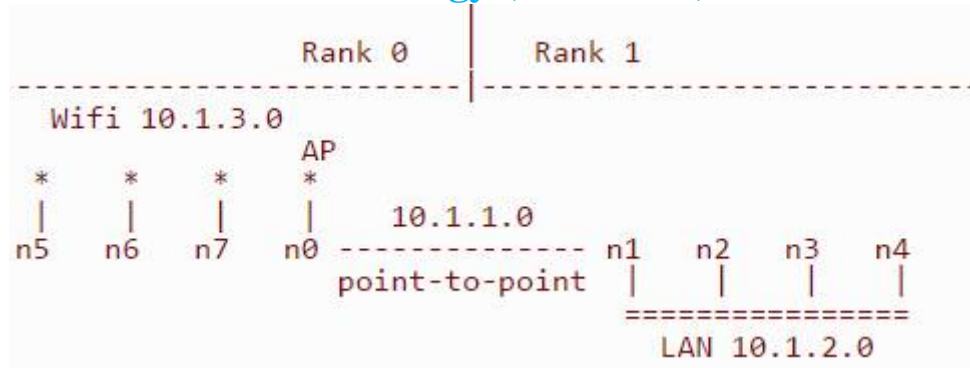 Rank 0 | Rank 1
-------------------------|----------------------------
Wifi 10.1.3.0
AP
* * * *
| | | | 10.1.1.0
n5 n6 n7 n0 -------------- n1 n2 n3 n4
point-to-point | | | |
================
LAN 10.1.2.0